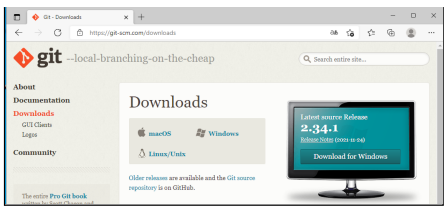 Git - Downloads
https://git-scm.com/downloads
git --local-branching-on-the-cheap
Search entire site...
About
Documentation
Downloads
GUI Clients
Logos
Community
The entire Pro Git book
Downloads
macOS
Windows
Linux/Unix
Older releases are available and the Git source
repository is on GitHub.
Latest source Release
2.34.1
Release Notes (2021-11-24)
Download for Windows